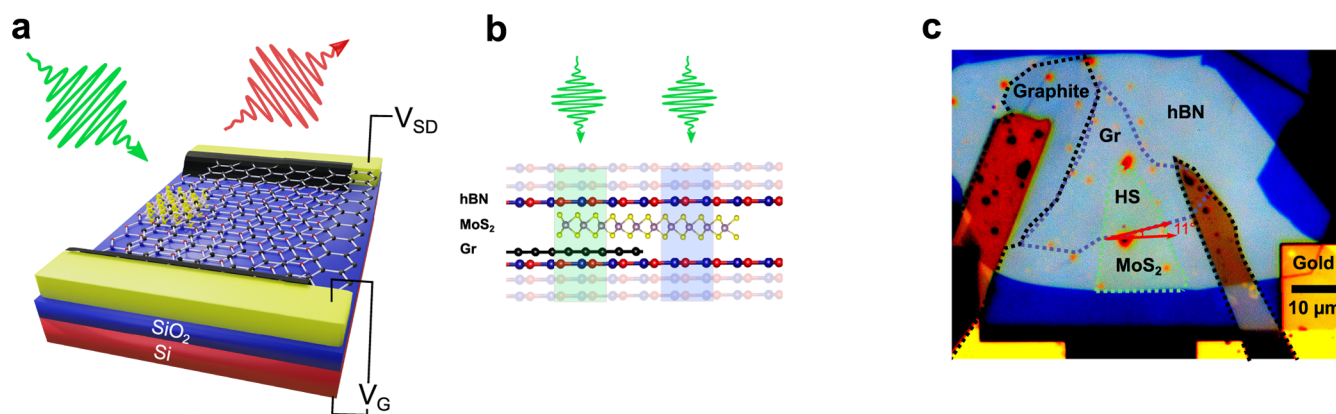 a
V_SD
SiO₂
Si
V_G
b
hBN
MoS₂
Gr
c
Graphite
hBN
Gr
HS
11°
MoS₂
Gold
10 µm